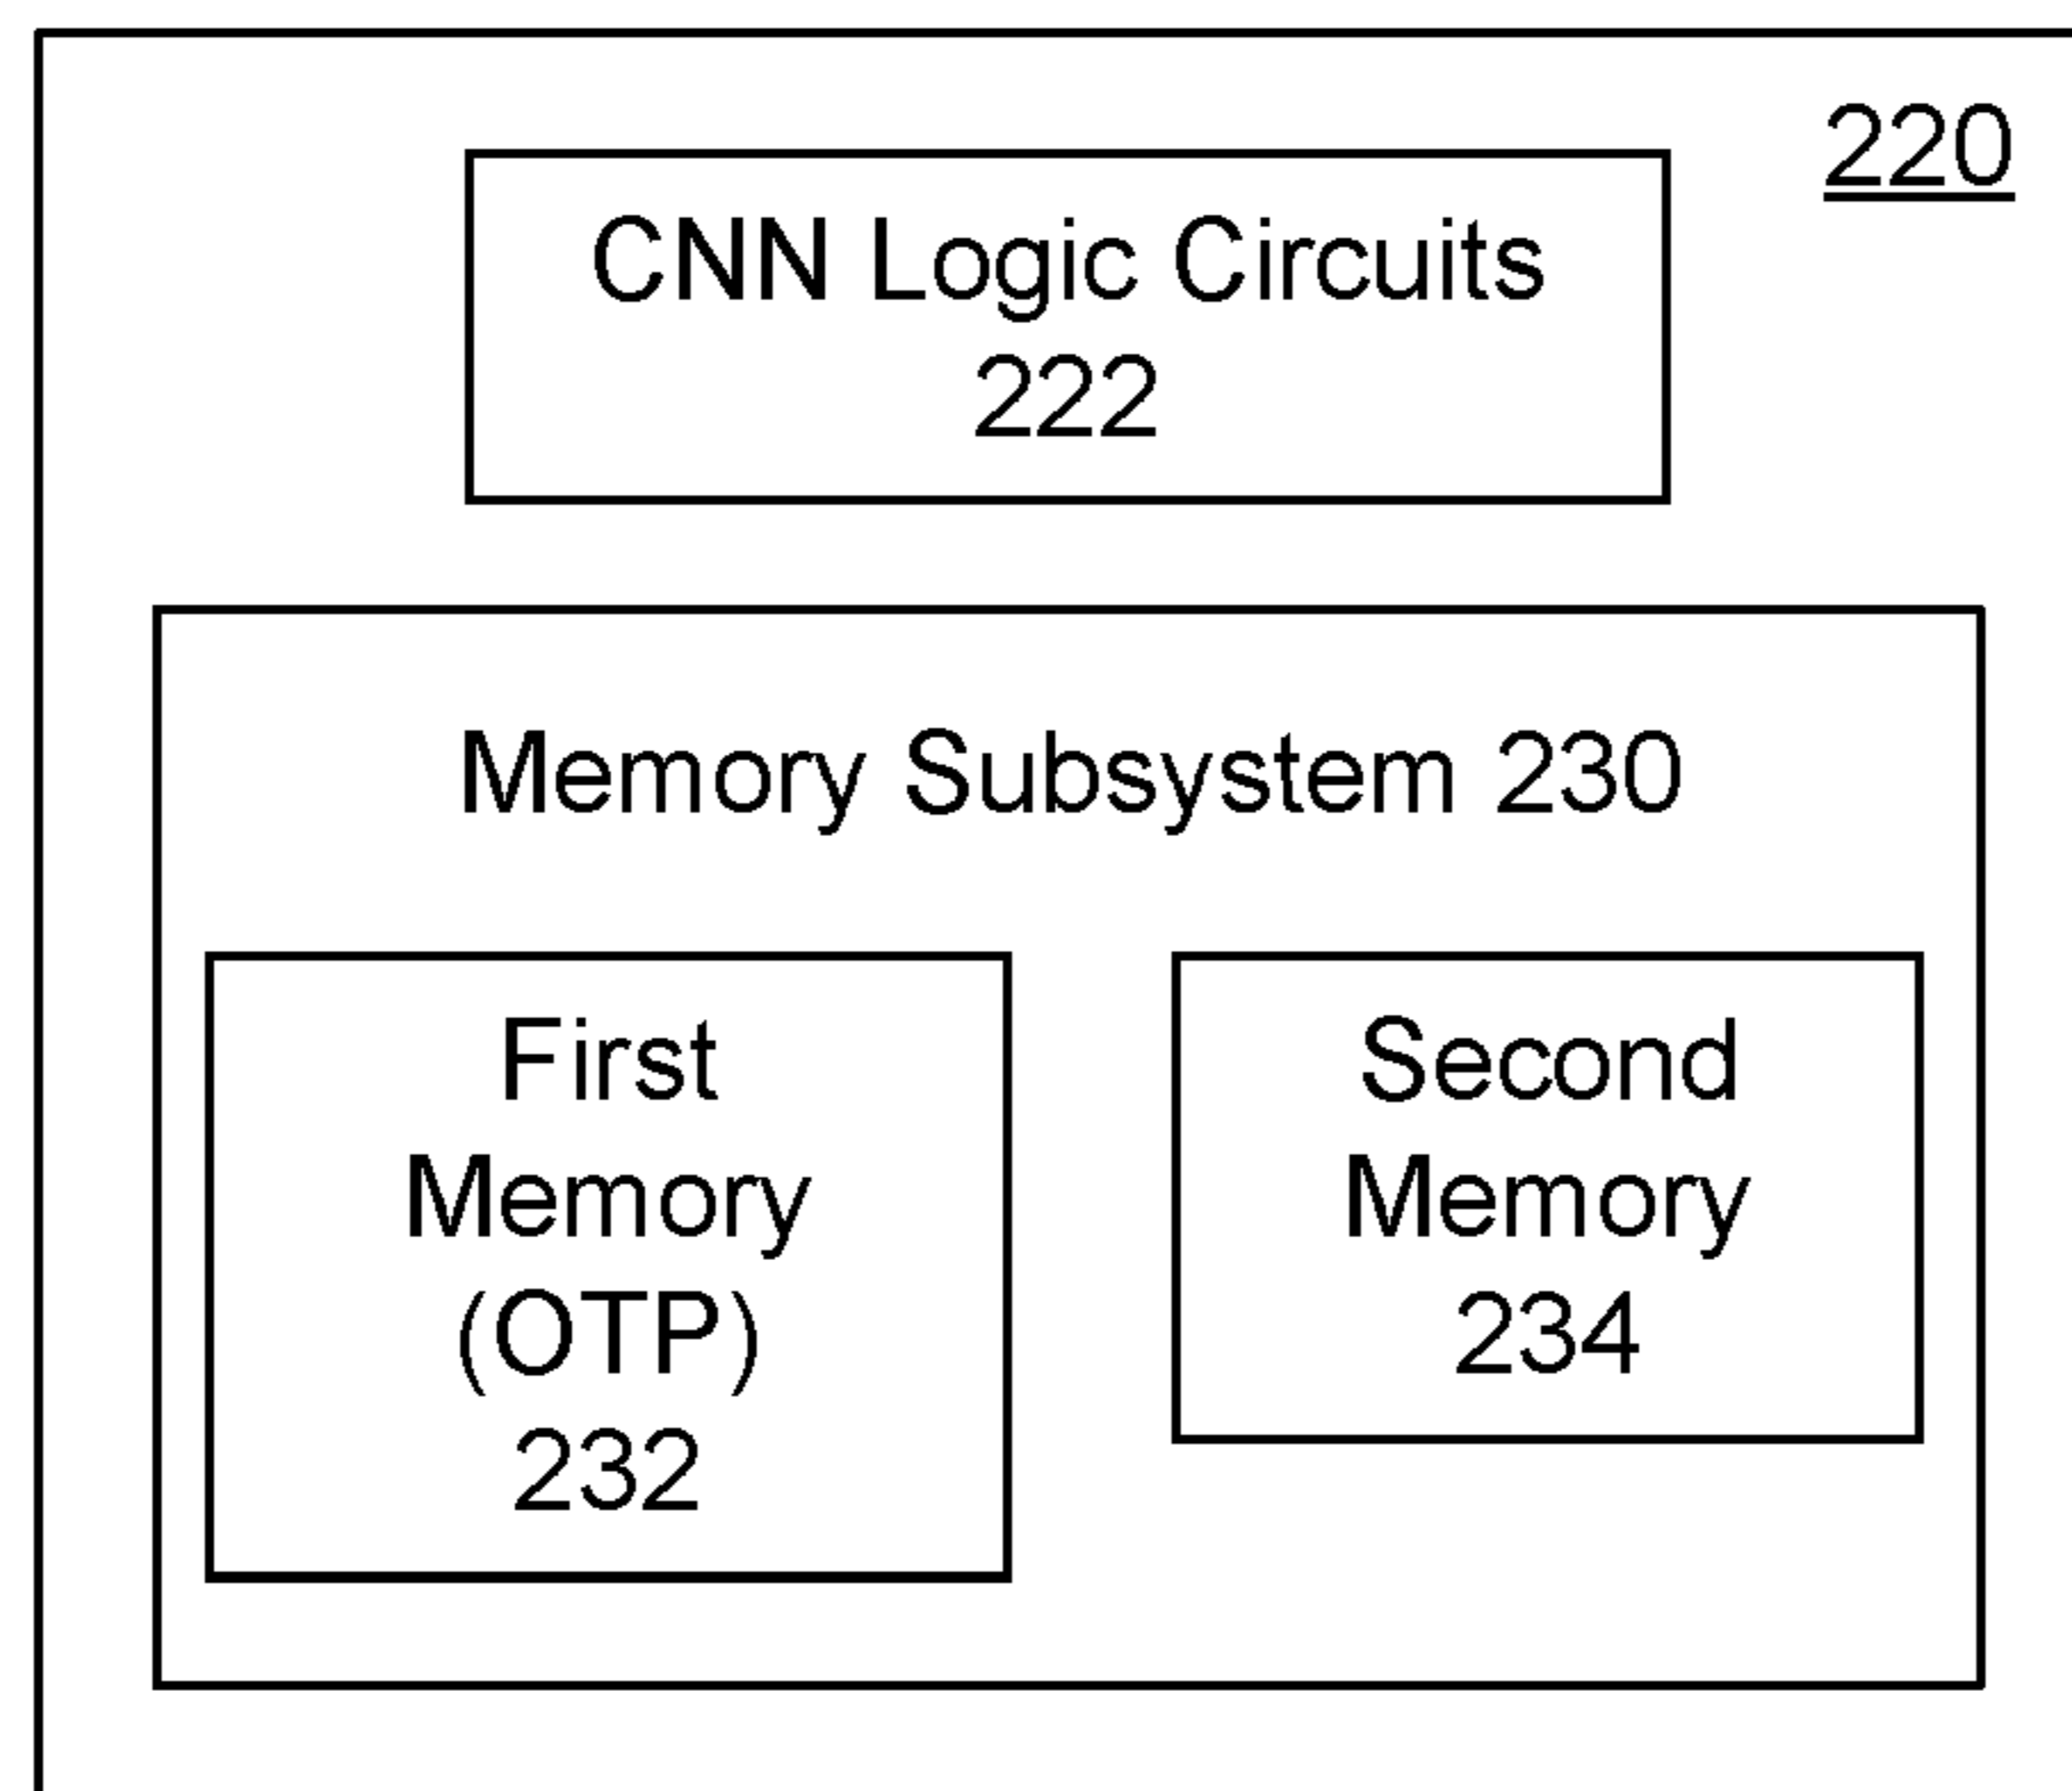 220
CNN Logic Circuits
222
Memory Subsystem 230
First
Memory
(OTP)
232
Second
Memory
234